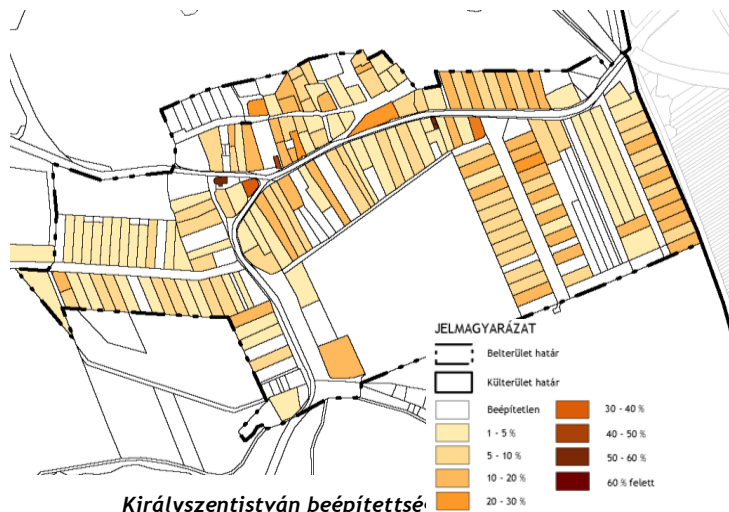 JELMAGYARÁZAT
Belterület határ
Külterület határ
Beépítetlen
1 - 5 %
5 - 10 %
10 - 20 %
20 - 30 %
30 - 40 %
40 - 50 %
50 - 60 %
60 % felett
Királyszentistván